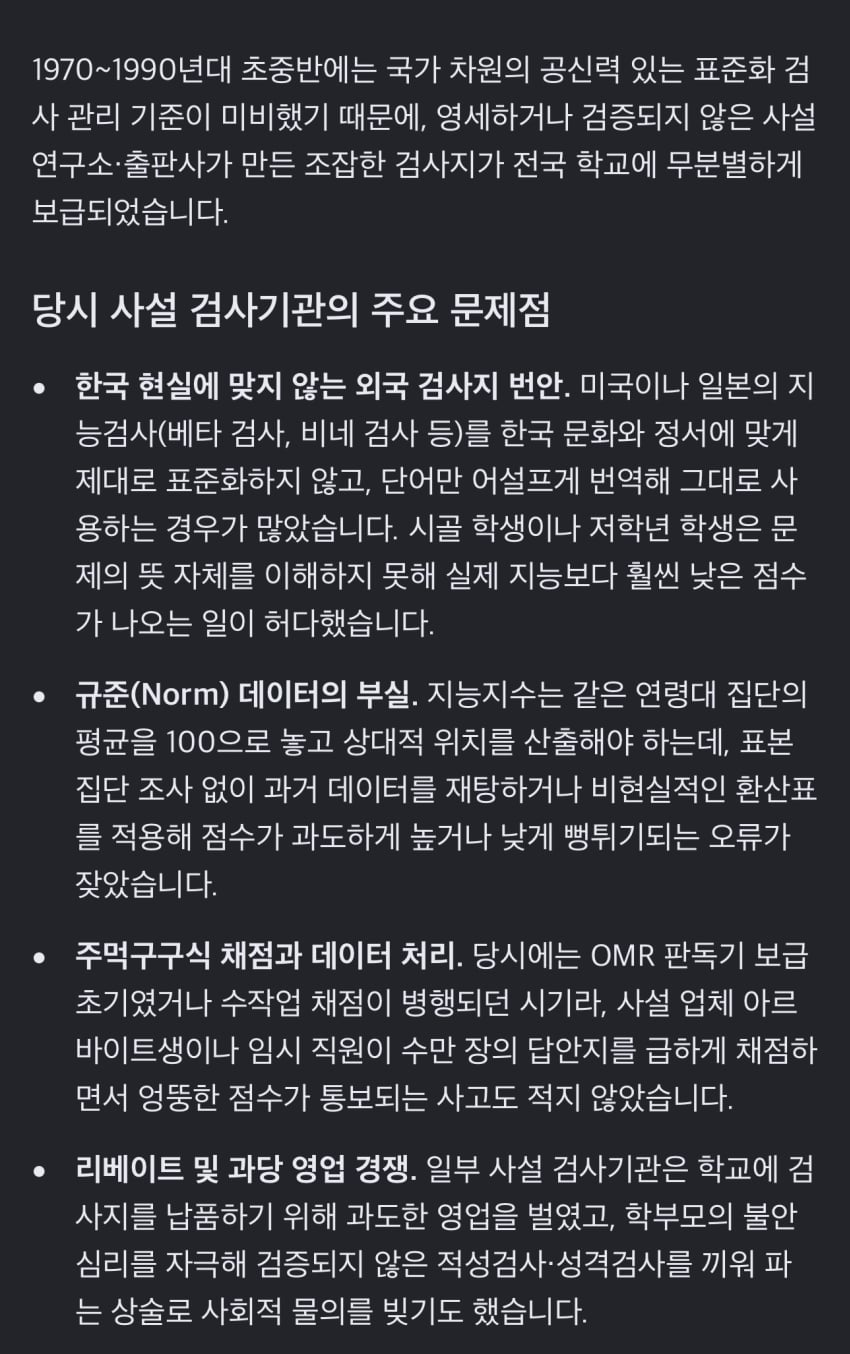 1970~1990년대 초중반에는 국가 차원의 공신력 있는 표준화 검
사 관리 기준이 미비했기 때문에, 영세하거나 검증되지 않은 사설
연구소·출판사가 만든 조잡한 검사지가 전국 학교에 무분별하게
보급되었습니다.
당시 사설 검사기관의 주요 문제점
• 한국 현실에 맞지 않는 외국 검사지 번안. 미국이나 일본의 지
능검사(베타 검사, 비네 검사 등)를 한국 문화와 정서에 맞게
제대로 표준화하지 않고, 단어만 어설프게 번역해 그대로 사
용하는 경우가 많았습니다. 시골 학생이나 저학년 학생은 문
제의 뜻 자체를 이해하지 못해 실제 지능보다 훨씬 낮은 점수
가 나오는 일이 허다했습니다.
• 규준(Norm) 데이터의 부실. 지능지수는 같은 연령대 집단의
평균을 100으로 놓고 상대적 위치를 산출해야 하는데, 표본
집단 조사 없이 과거 데이터를 재탕하거나 비현실적인 환산표
를 적용해 점수가 과도하게 높거나 낮게 뻥튀기되는 오류가
잦았습니다.
• 주먹구구식 채점과 데이터 처리. 당시에는 OMR 판독기 보급
초기였거나 수작업 채점이 병행되던 시기라, 사설 업체 아르
바이트생이나 임시 직원이 수만 장의 답안지를 급하게 채점하
면서 엉뚱한 점수가 통보되는 사고도 적지 않았습니다.
• 리베이트 및 과당 영업 경쟁. 일부 사설 검사기관은 학교에 검
사지를 납품하기 위해 과도한 영업을 벌였고, 학부모의 불안
심리를 자극해 검증되지 않은 적성검사·성격검사를 끼워 파
는 상술로 사회적 물의를 빚기도 했습니다.